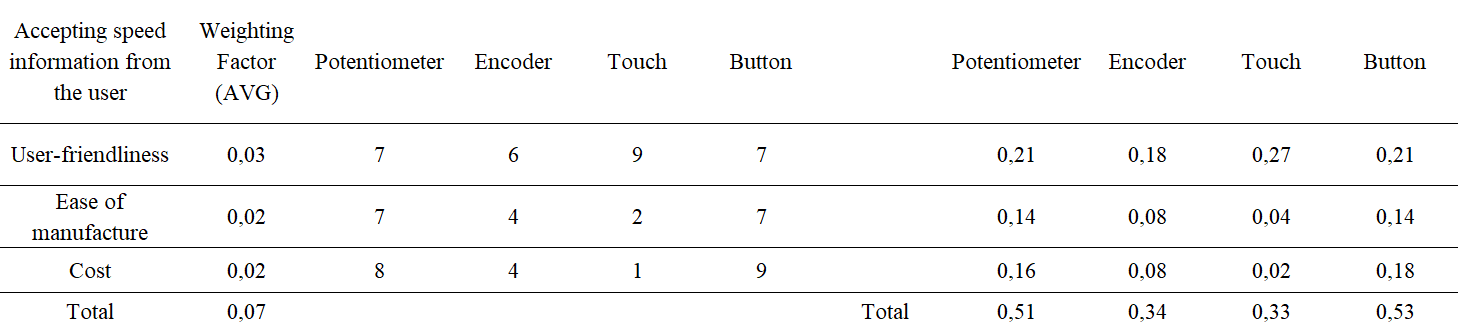 Accepting speed information from the user Weighting Factor (AVG) Potentiometer Encoder Touch Button Potentiometer Encoder Touch Button
User-friendliness 0,03 7 6 9 7 0,21 0,18 0,27 0,21
Ease of manufacture 0,02 7 4 2 7 0,14 0,08 0,04 0,14
Cost 0,02 8 4 1 9 0,16 0,08 0,02 0,18
Total 0,07 Total 0,51 0,34 0,33 0,53